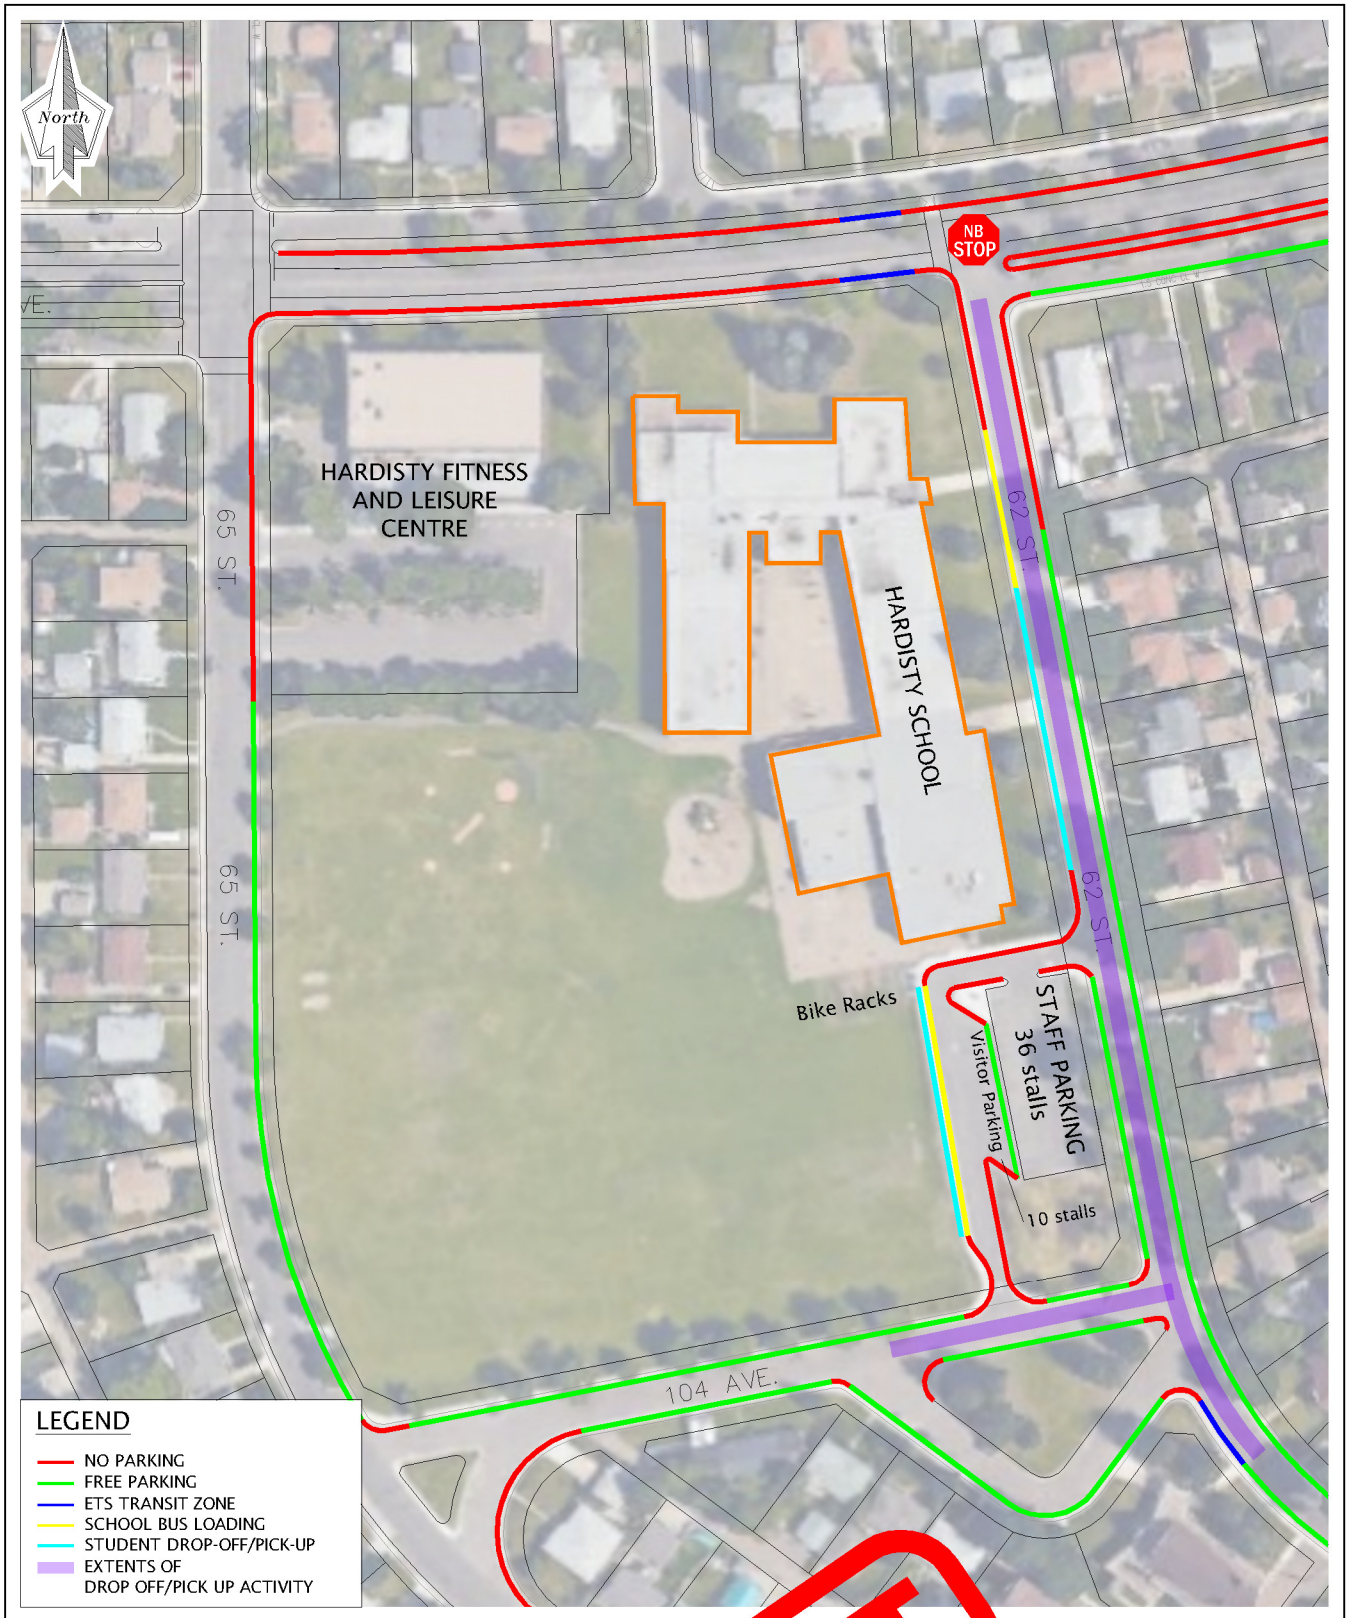 North
NB
STOP
VE.
HARDISTY FITNESS
AND LEISURE
CENTRE
65 ST.
62 ST.
HARDISTY SCHOOL
65 ST.
62 ST.
Bike Racks
STAFF PARKING
36 stalls
Visitor Parking
10 stalls
104 AVE.
LEGEND
NO PARKING
FREE PARKING
ETS TRANSIT ZONE
SCHOOL BUS LOADING
STUDENT DROP-OFF/PICK-UP
EXTENTS OF
DROP OFF/PICK UP ACTIVITY